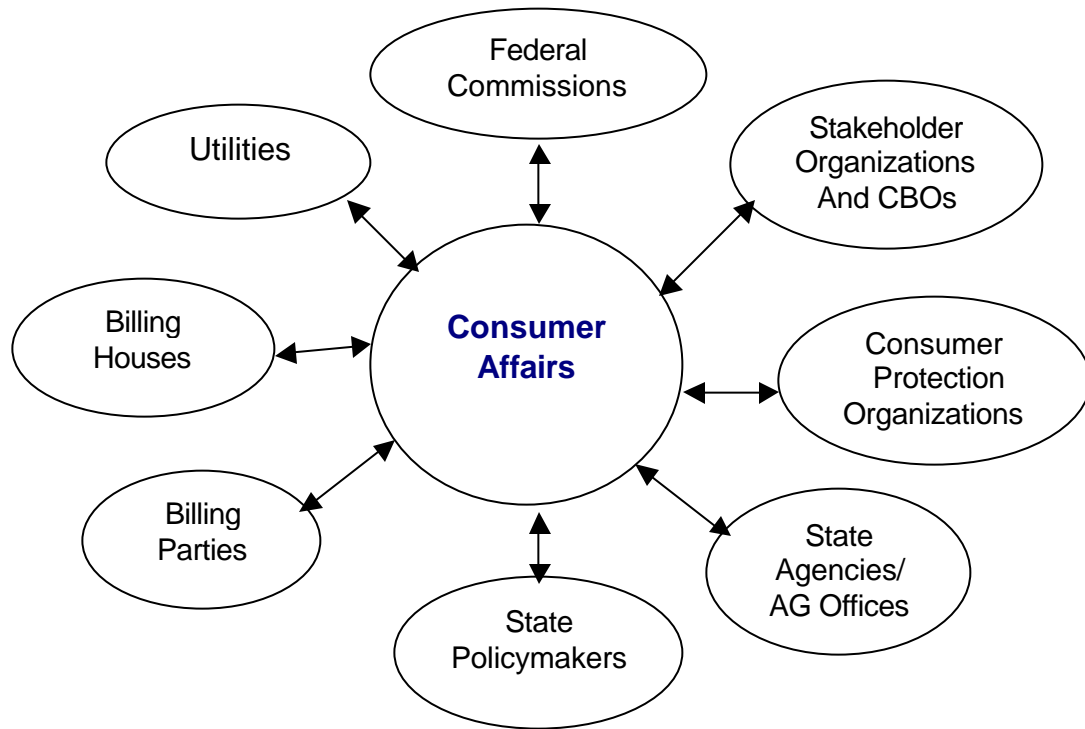 Federal
Commissions
Utilities
Stakeholder
Organizations
And CBOs
Billing
Houses
Consumer
Affairs
Consumer
Protection
Organizations
Billing
Parties
State
Policymakers
State
Agencies/
AG Offices